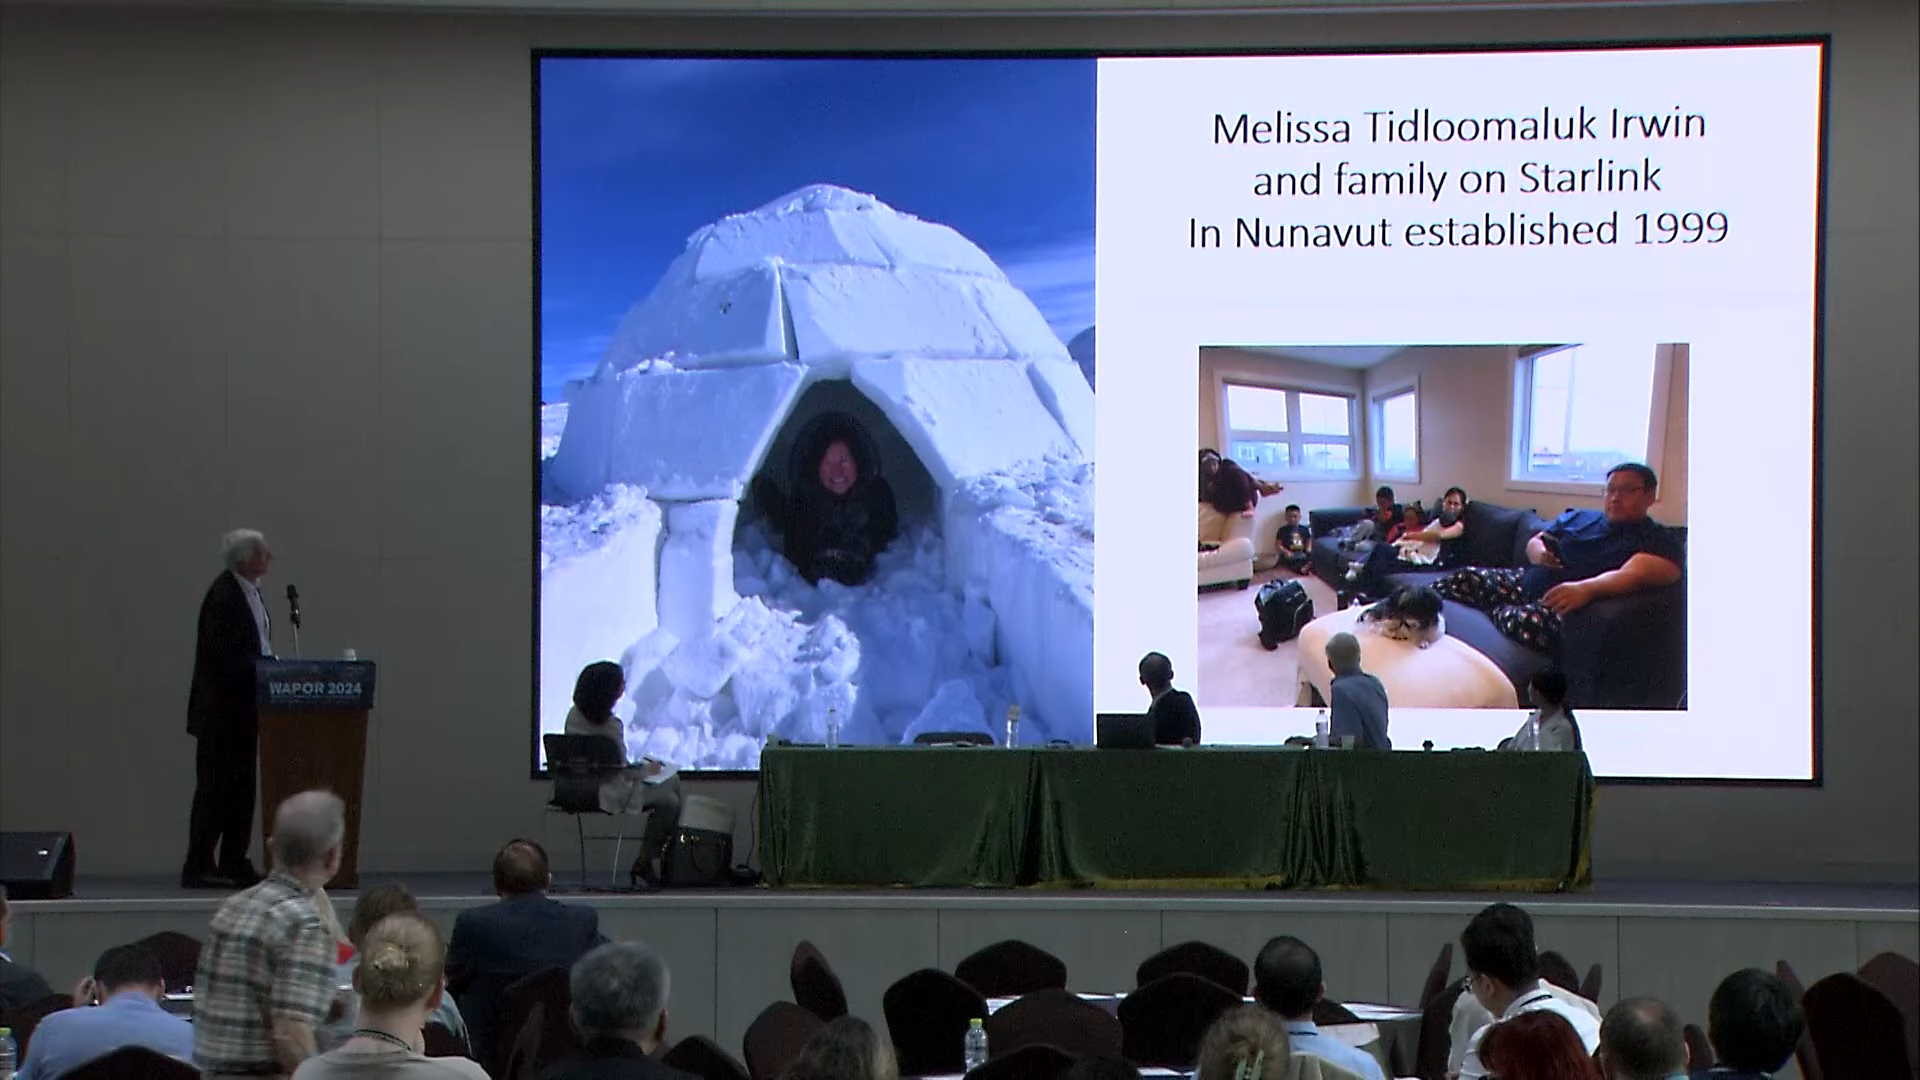 Melissa Tidloomaluk Irwin
and family on Starlink
In Nunavut established 1999
WAPOR 2024